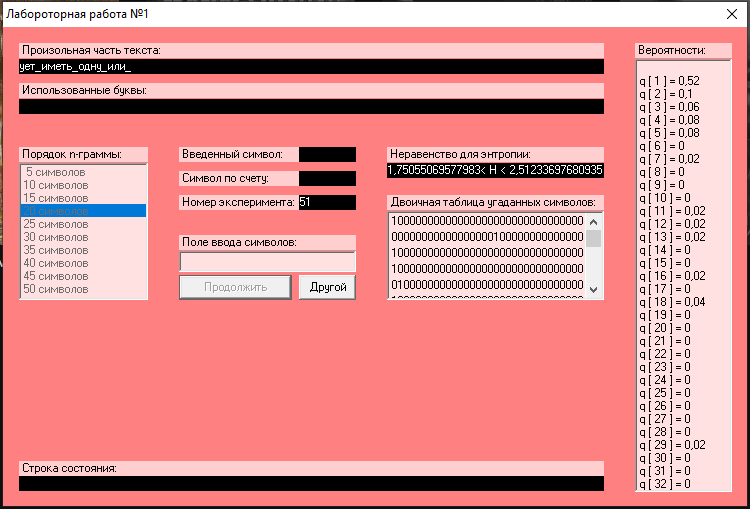 Лабороторная работа №1
Произольная часть текста:
ует_иметь_одну_или_
Использованные буквы:
Порядок n-граммы:
5 символов
10 символов
15 символов
20 символов
25 символов
30 символов
35 символов
40 символов
45 символов
50 символов
Введенный символ:
Символ по счету:
Номер эксперимента: 51
Поле ввода символов:
Продолжить
Другой
Неравенство для энтропии:
1,75055069577983< H < 2,51233697680935
Двоичная таблица угаданных символов:
10000000000000000000000000000000
00000000000000000100000000000000
10000000000000000000000000000000
10000000000000000000000000000000
01000000000000000000000000000000
Строка состояния:
Вероятности:
q [ 1 ] = 0,52
q [ 2 ] = 0,1
q [ 3 ] = 0,06
q [ 4 ] = 0,08
q [ 5 ] = 0,08
q [ 6 ] = 0
q [ 7 ] = 0,02
q [ 8 ] = 0
q [ 9 ] = 0
q [ 10 ] = 0
q [ 11 ] = 0,02
q [ 12 ] = 0,02
q [ 13 ] = 0,02
q [ 14 ] = 0
q [ 15 ] = 0
q [ 16 ] = 0,02
q [ 17 ] = 0
q [ 18 ] = 0,04
q [ 19 ] = 0
q [ 20 ] = 0
q [ 21 ] = 0
q [ 22 ] = 0
q [ 23 ] = 0
q [ 24 ] = 0
q [ 25 ] = 0
q [ 26 ] = 0
q [ 27 ] = 0
q [ 28 ] = 0
q [ 29 ] = 0,02
q [ 30 ] = 0
q [ 31 ] = 0
q [ 32 ] = 0